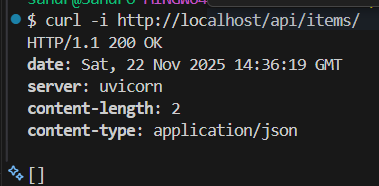 $ curl -i http://localhost/api/items/
HTTP/1.1 200 OK
date: Sat, 22 Nov 2025 14:36:19 GMT
server: uvicorn
content-length: 2
content-type: application/json
[]